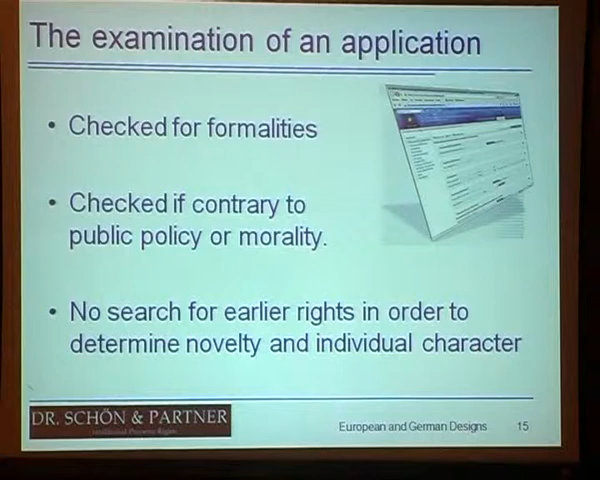 The examination of an application
• Checked for formalities
• Checked if contrary to
public policy or morality.
• No search for earlier rights in order to
determine novelty and individual character
DR. SCHÖN & PARTNER
European and German Designs 15